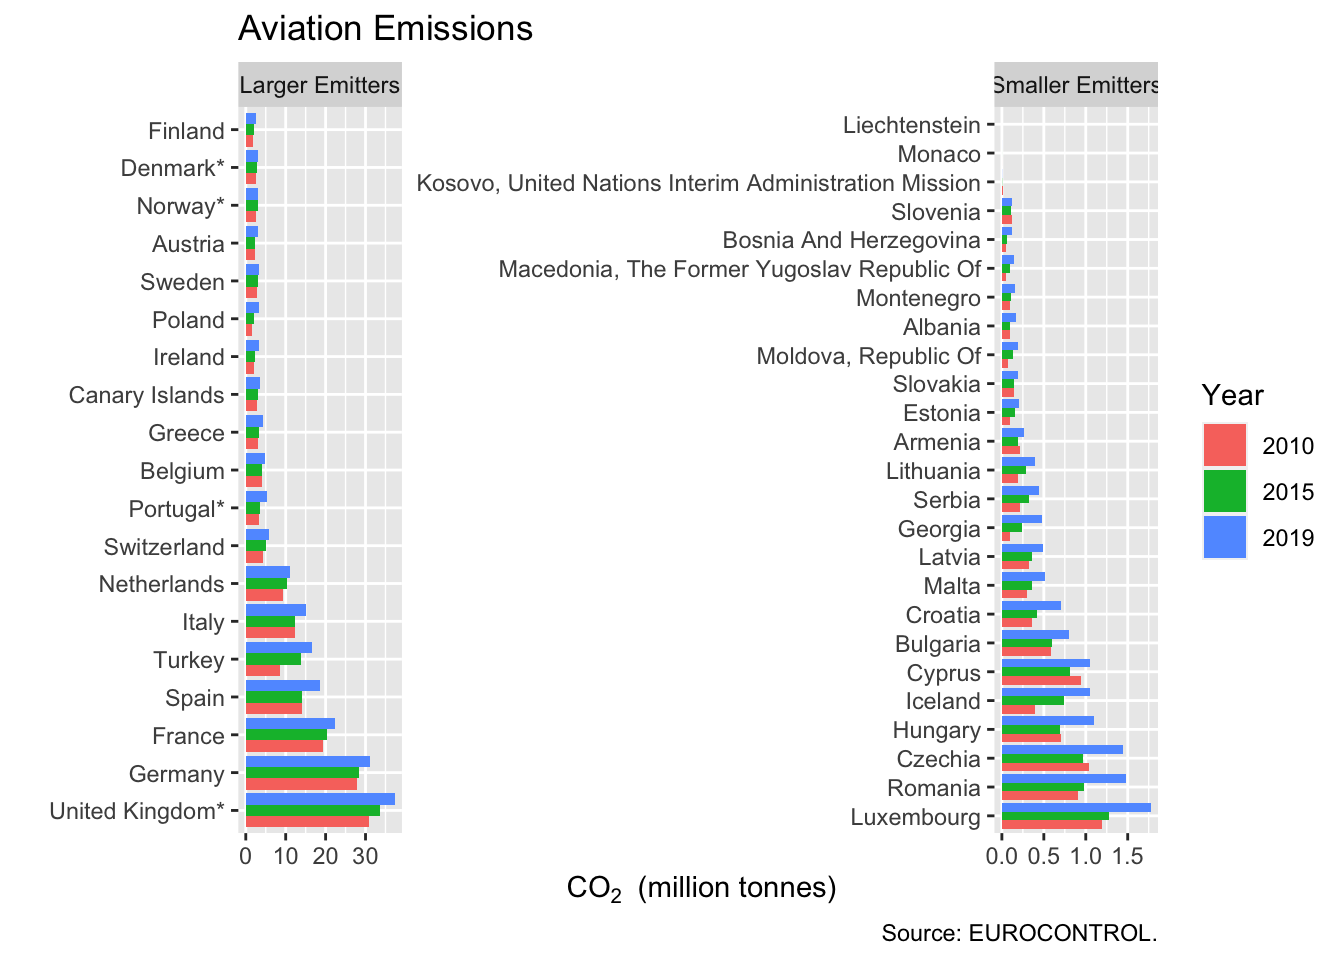 Aviation Emissions
Larger Emitters
Finland
Denmark*
Norway*
Austria
Sweden
Poland
Ireland
Canary Islands
Greece
Belgium
Portugal*
Switzerland
Netherlands
Italy
Turkey
Spain
France
Germany
United Kingdom*
0 10 20 30
Smaller Emitters
Liechtenstein
Monaco
Kosovo, United Nations Interim Administration Mission
Slovenia
Bosnia And Herzegovina
Macedonia, The Former Yugoslav Republic Of
Montenegro
Albania
Moldova, Republic Of
Slovakia
Estonia
Armenia
Lithuania
Serbia
Georgia
Latvia
Malta
Croatia
Bulgaria
Cyprus
Iceland
Hungary
Czechia
Romania
Luxembourg
0.0 0.5 1.0 1.5
CO₂ (million tonnes)
Year
2010
2015
2019
Source: EUROCONTROL.